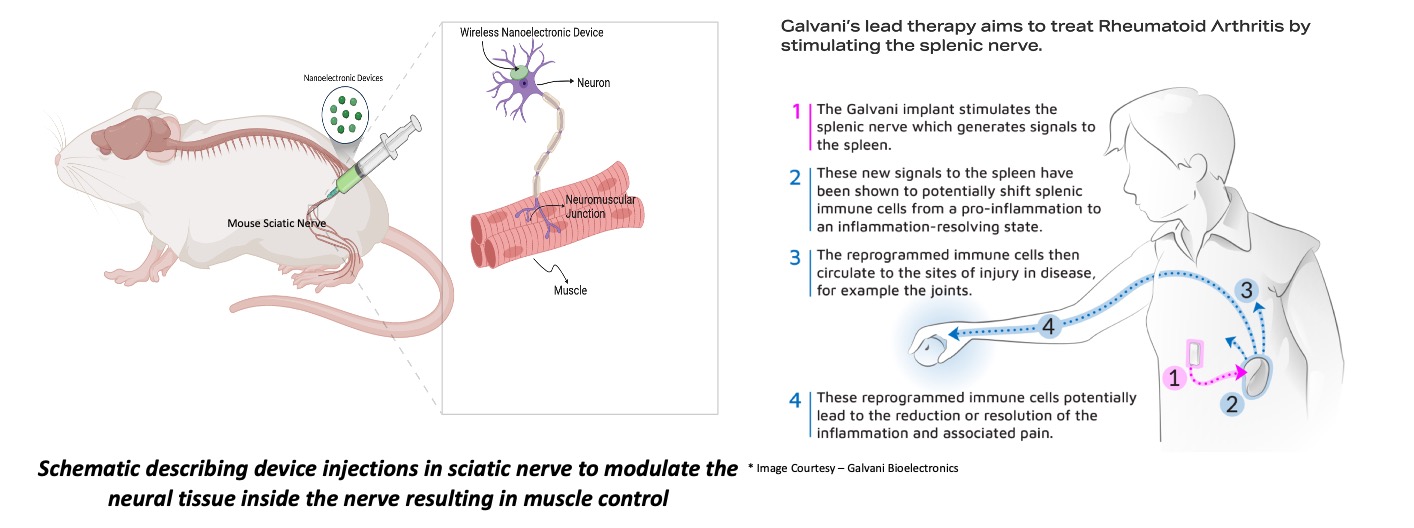 Wireless Nanoelectronic Device
Nanoelectronic Devices
Neuron
Mouse Sciatic Nerve
Neuromuscular
Junction
Muscle
Schematic describing device injections in sciatic nerve to modulate the
neural tissue inside the nerve resulting in muscle control
Galvani's lead therapy aims to treat Rheumatoid Arthritis by
stimulating the splenic nerve.
1 The Galvani implant stimulates the
splenic nerve which generates signals to
the spleen.
2 These new signals to the spleen have
been shown to potentially shift splenic
immune cells from a pro-inflammation to
an inflammation-resolving state.
3 The reprogrammed immune cells then
circulate to the sites of injury in disease,
for example the joints.
4 These reprogrammed immune cells potentially
lead to the reduction or resolution of the
inflammation and associated pain.
3
4
1
2
* Image Courtesy – Galvani Bioelectronics